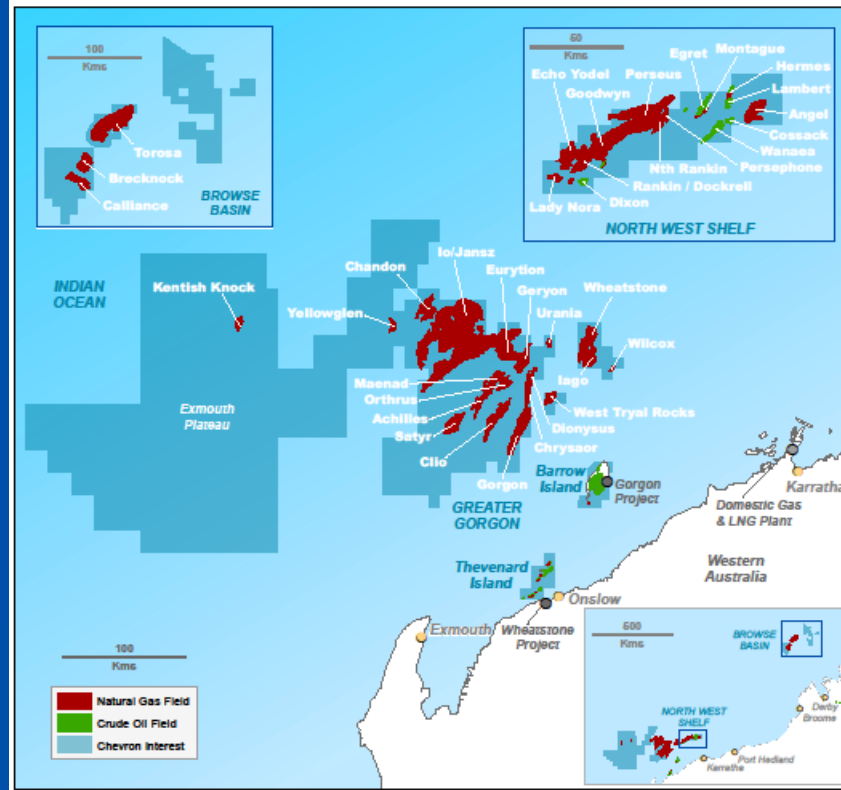 100
Kms
Torosa
Brecknock
Calliance
BROWSE
BASIN
50
Kms
Egret
Montague
Hermes
Echo Yodel
Perseus
Lambert
Goodwyn
Angel
Cossack
Wanaea
Nth Rankin
Persephone
Rankin / Dockrell
Lady Nora
Dixon
NORTH WEST SHELF
INDIAN
OCEAN
Kentish Knock
Chandon
Io/Jansz
Eurytion
Geryon
Wheatstone
Yellowglen
Urania
Wilcox
Maenad
Iago
Orthrus
Exmouth
Plateau
Achilles
West Tryal Rocks
Satyr
Dionysus
Clio
Chrysaor
Gorgon
Barrow
Island
Gorgon
Project
Karratha
GREATER
GORGON
Domestic Gas
& LNG Plant
Western
Australia
Thevenard
Island
Onslow
Exmouth
Wheatstone
Project
100
Kms
Natural Gas Field
Crude Oil Field
Chevron Interest
500
Kms
BROWSE
BASIN
NORTH WEST
SHELF
Derby
Broome
Port Hedland
Karratha